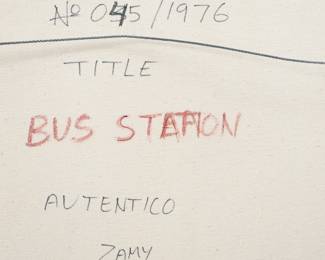 Nº 045/1976
TITLE
BUS STATION
AUTENTICO
ZAMY